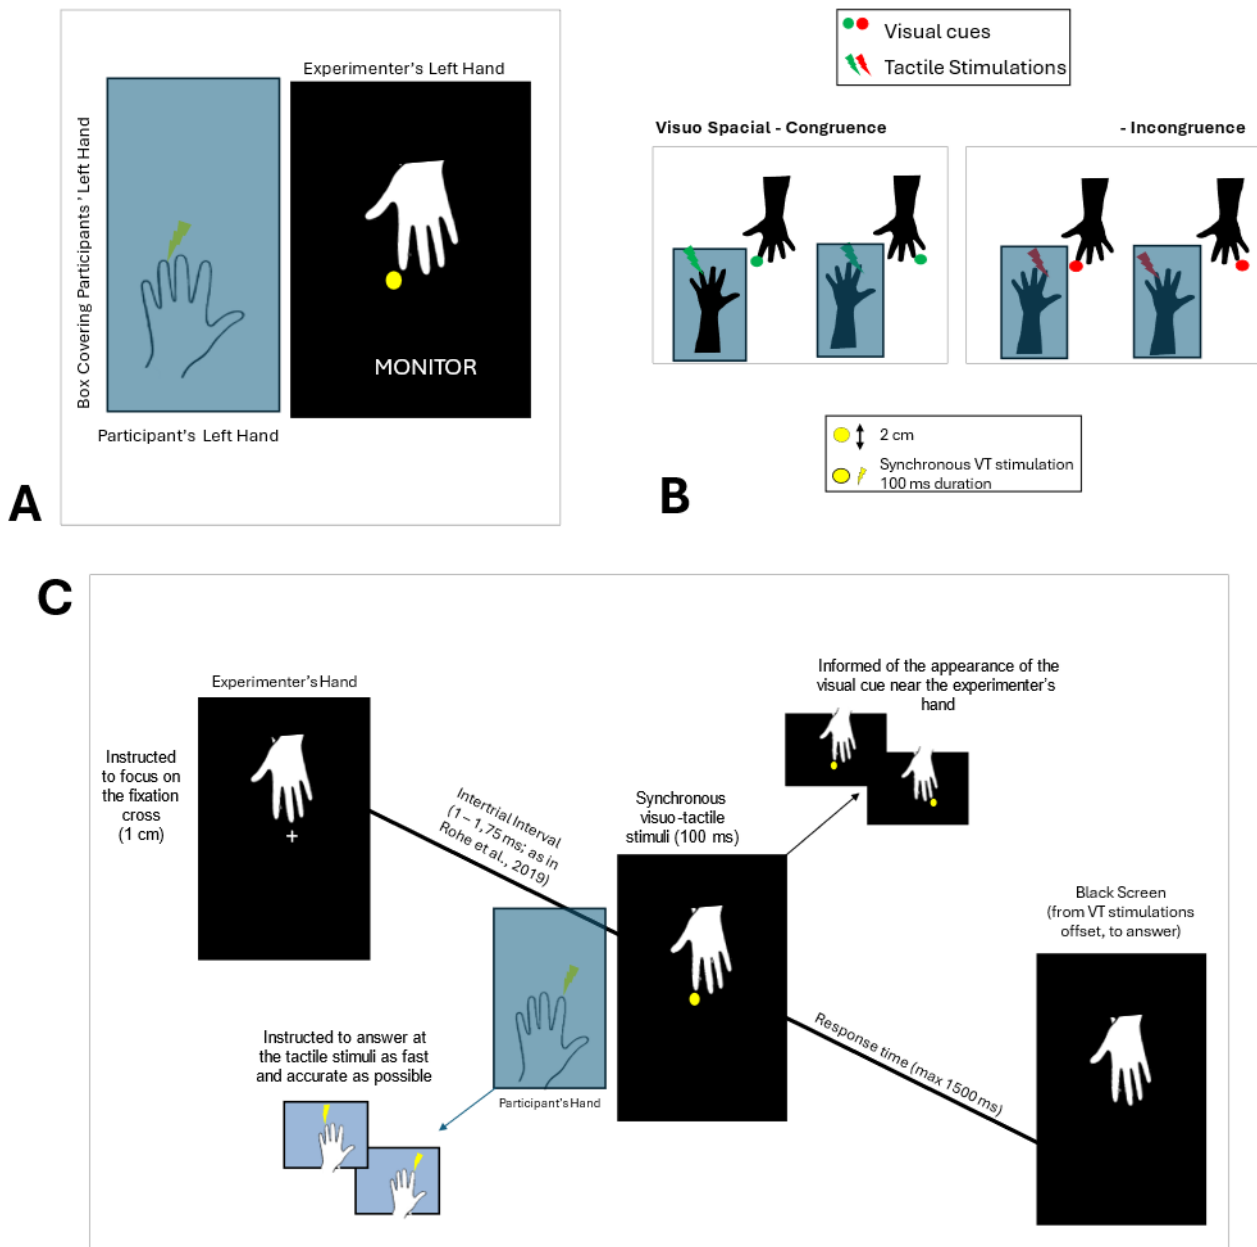 Experimenter's Left Hand
Box Covering Participants' Left Hand
MONITOR
Participant's Left Hand
A
Visual cues
Tactile Stimulations
Visuo Spacial - Congruence
- Incongruence
2 cm
Synchronous VT stimulation
100 ms duration
B
C
Experimenter's Hand
Instructed
to focus on
the fixation
cross
(1 cm)
Intertrial Interval
(1 – 1,75 ms; as in
Rohe et al., 2019)
Synchronous
visuo-tactile
stimuli (100 ms)
Informed of the appearance of the
visual cue near the experimenter's
hand
Black Screen
(from VT stimulations
offset, to answer)
Instructed to answer at
the tactile stimuli as fast
and accurate as possible
Participant's Hand
Response time (max 1500 ms)